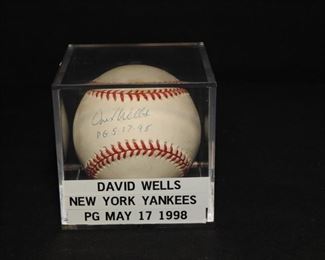 David Wells
PG 5-17-98
DAVID WELLS
NEW YORK YANKEES
PG MAY 17 1998